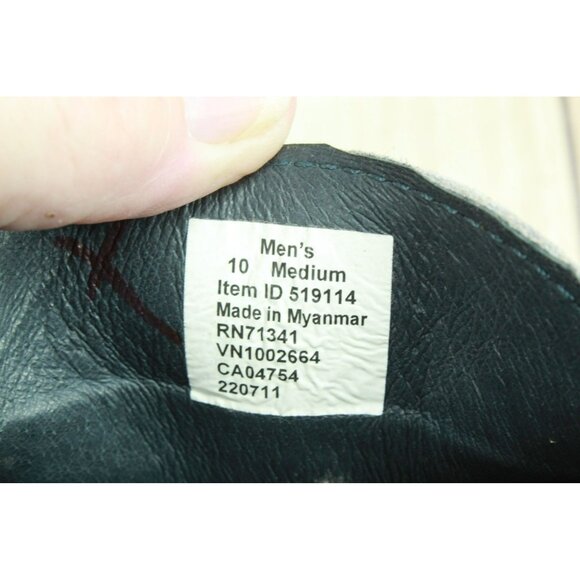 Men's
10 Medium
Item ID 519114
Made in Myanmar
RN71341
VN1002664
CA04754
220711